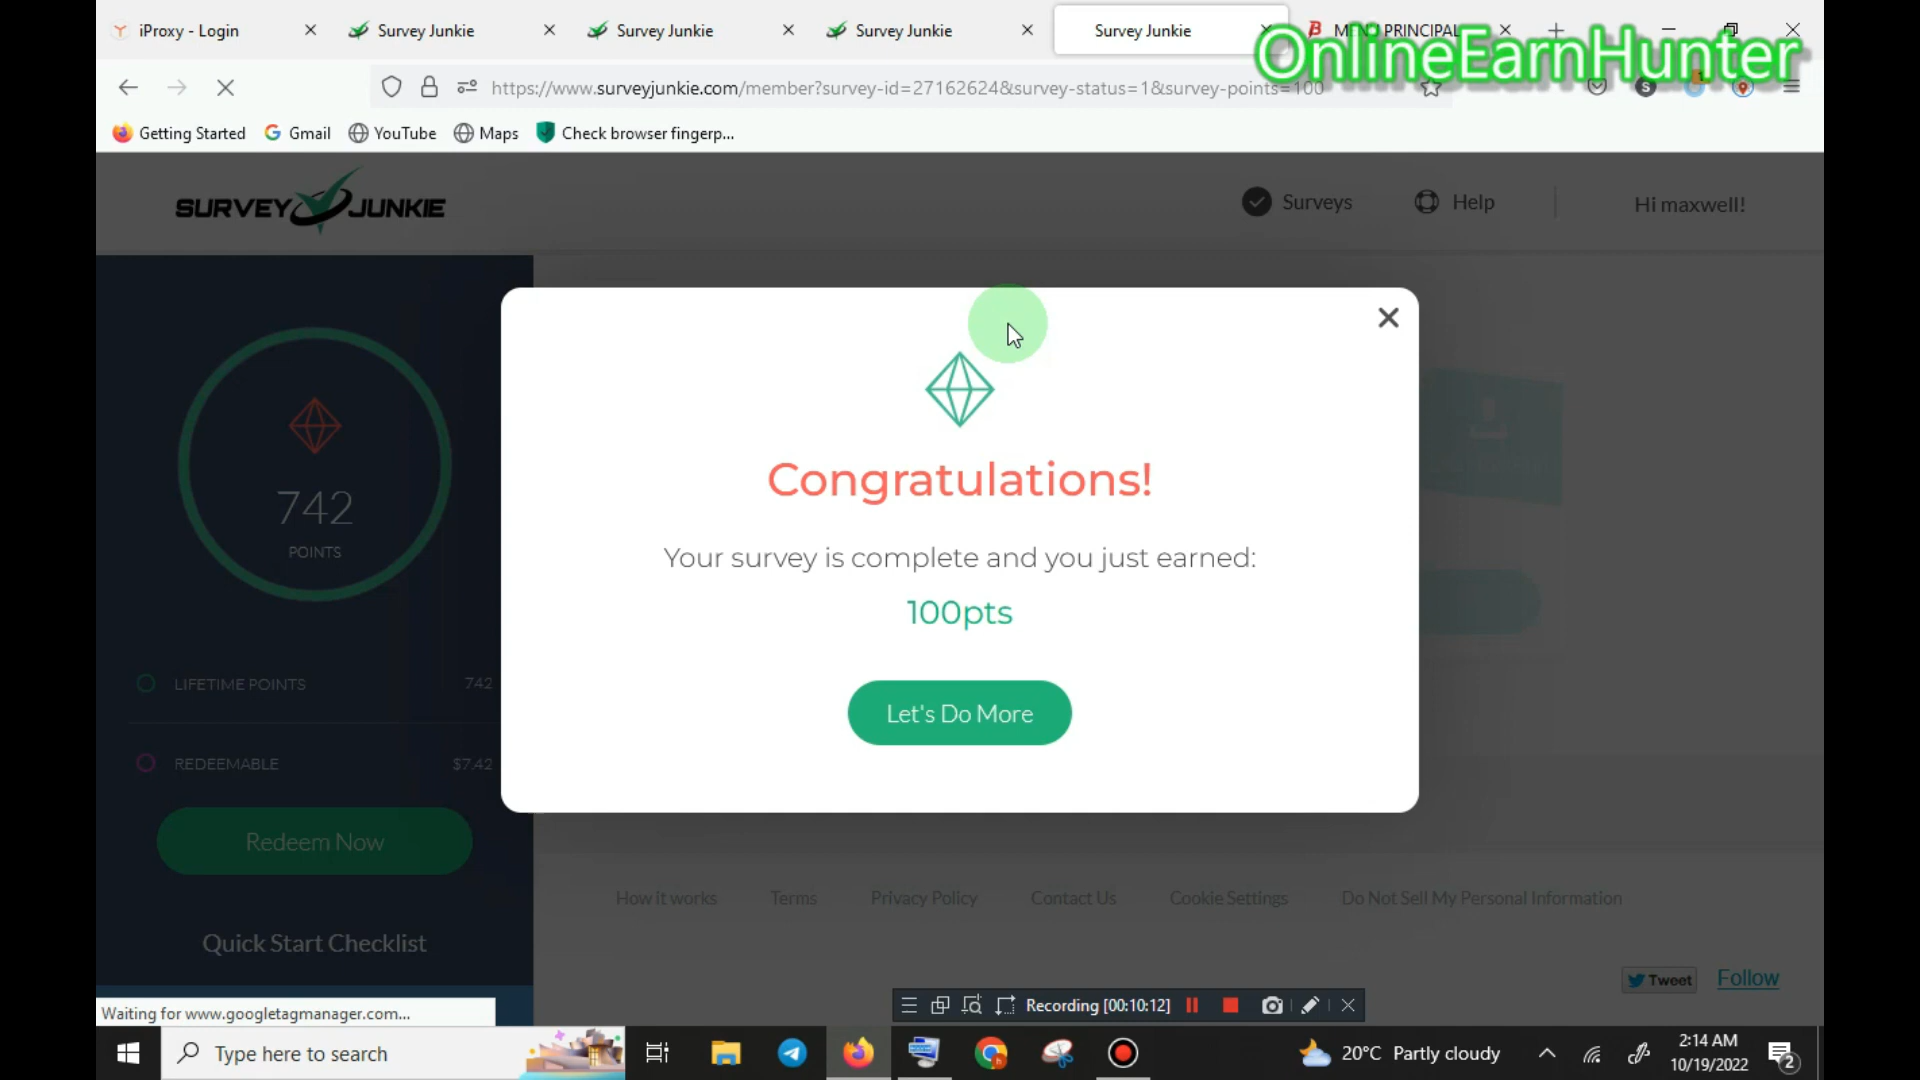 iProxy - Login
Survey Junkie
Survey Junkie
Survey Junkie
Survey Junkie
PRINCIPAL
OnlineEarnHunter
https://www.surveyjunkie.com/member?survey-id=27162624&survey-status=1&survey-points=100
Getting Started
Gmail
YouTube
Maps
Check browser fingerp...
SURVEY JUNKIE
Surveys
Help
Hi maxwell!
742
POINTS
LIFETIME POINTS 742
REDEEMABLE $7.42
Redeem Now
Quick Start Checklist
Congratulations!
Your survey is complete and you just earned:
100pts
Let's Do More
How it works
Terms
Privacy Policy
Contact Us
Cookie Settings
Do Not Sell My Personal Information
Tweet
Follow
Waiting for www.googletagmanager.com...
Recording [00:10:12]
Type here to search
20°C Partly cloudy
2:14 AM
10/19/2022
2